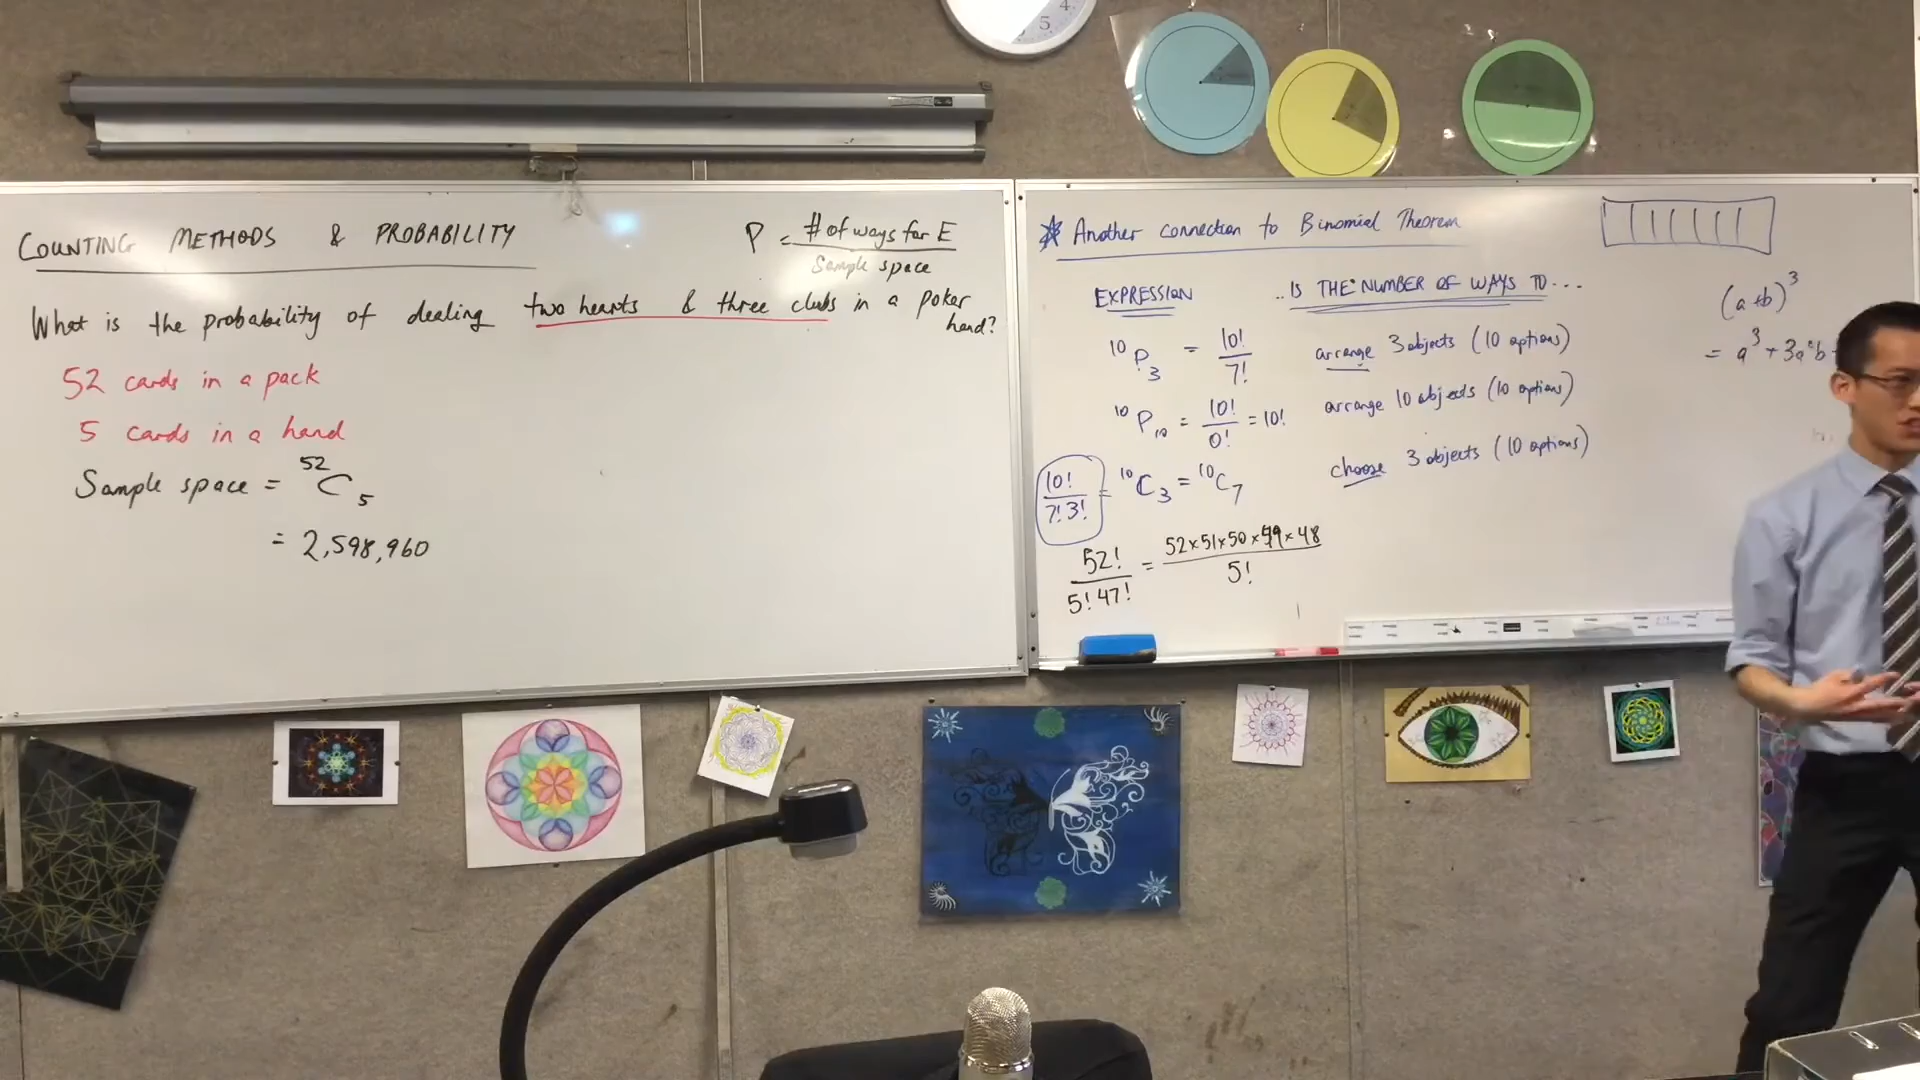 COUNTING METHODS & PROBABILITY
P = # of ways for E / Sample space
What is the probability of dealing two hearts & three clubs in a poker hand?
52 cards in a pack
5 cards in a hand
Sample space = ⁵²C₅
= 2,598,960
Another connection to Binomial Theorem
EXPRESSION ..IS THE NUMBER OF WAYS TO....
¹⁰P₃ = 10!/7! arrange 3 objects (10 options)
¹⁰P₁₀ = 10!/0! = 10! arrange 10 objects (10 options)
10!/7!3! = ¹⁰C₃ = ¹⁰C₇ choose 3 objects (10 options)
52!/5!47! = 52×51×50×49×48/5!
(a+b)³
= a³+3a²b
5 4